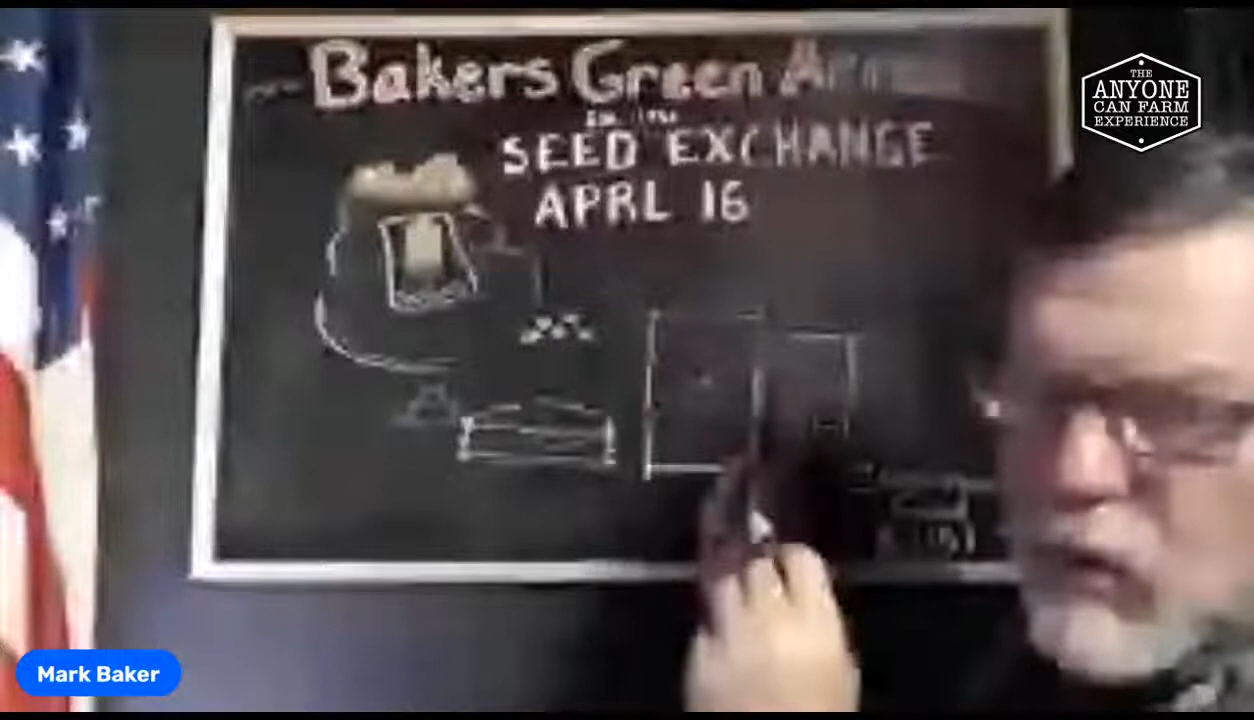 Bakers Green
SEED EXCHANGE
APRL 16
THE
ANYONE
CAN FARM
EXPERIENCE
Mark Baker